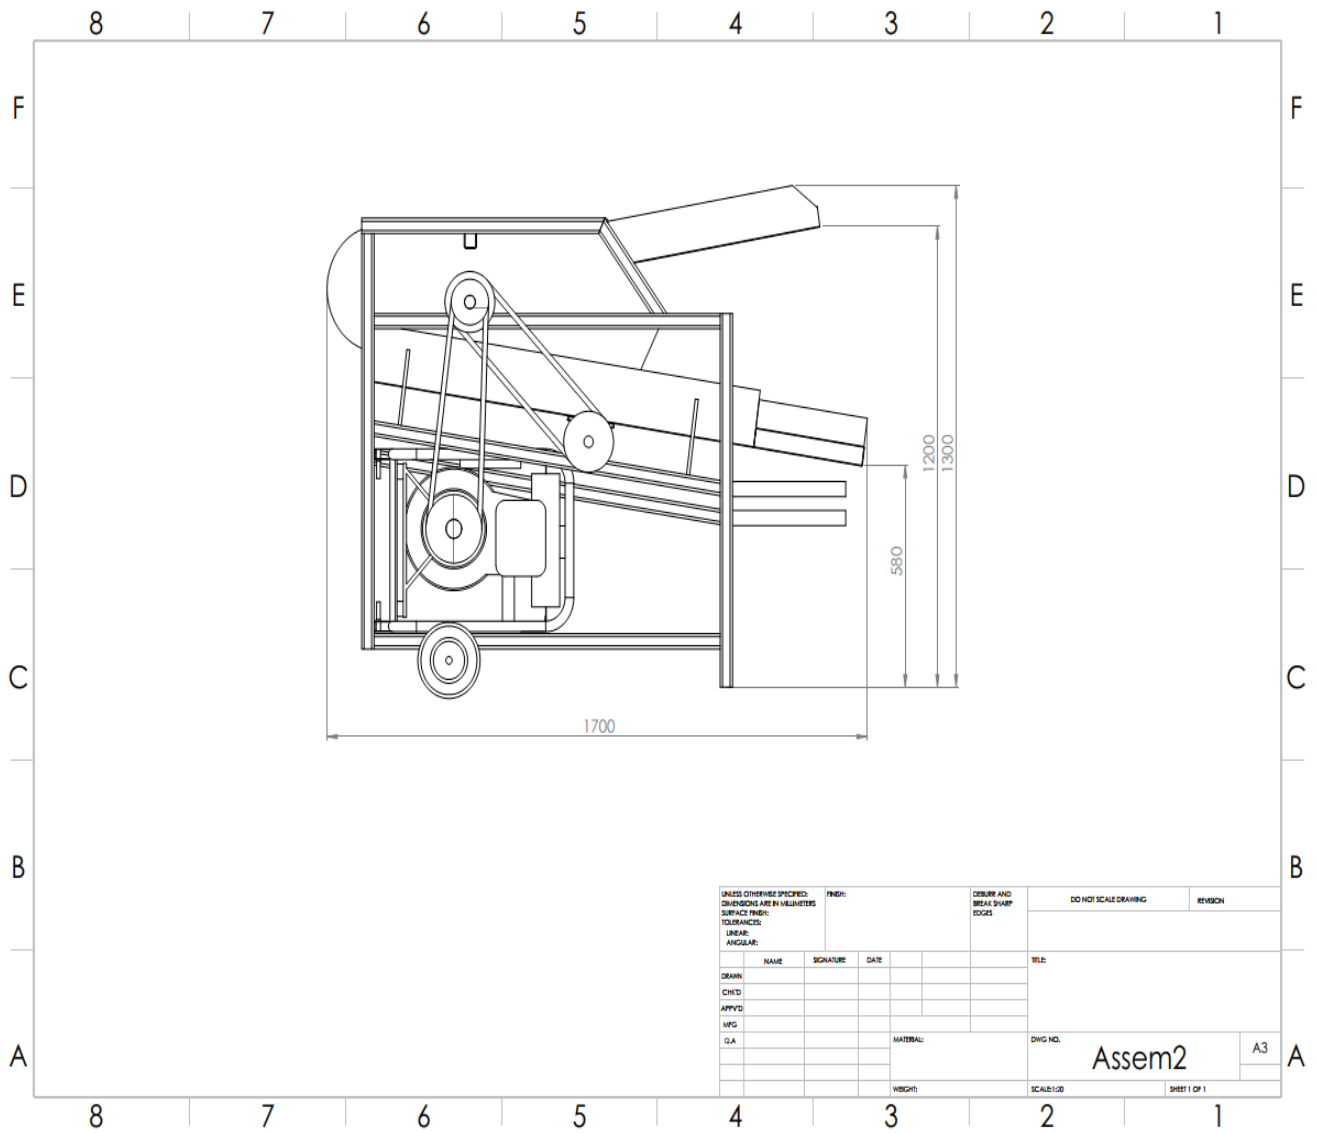 8 7 6 5 4 3 2 1
F F
E E
D D
C C
B B
A A
1200
1300
580
1700
UNLESS OTHERWISE SPECIFIED:
DIMENSIONS ARE IN MILLIMETERS
SURFACE FINISH:
TOLERANCES:
LINEAR:
ANGULAR:
FINISH:
DEBURR AND
BREAK SHARP
EDGES
DO NOT SCALE DRAWING
REVISION
NAME SIGNATURE DATE
DRAWN
CHK'D
APPV'D
MFG
Q.A
TITLE:
MATERIAL:
DWG NO.
Assem2
A3
WEIGHT:
SCALE:1:20
SHEET 1 OF 1
8 7 6 5 4 3 2 1